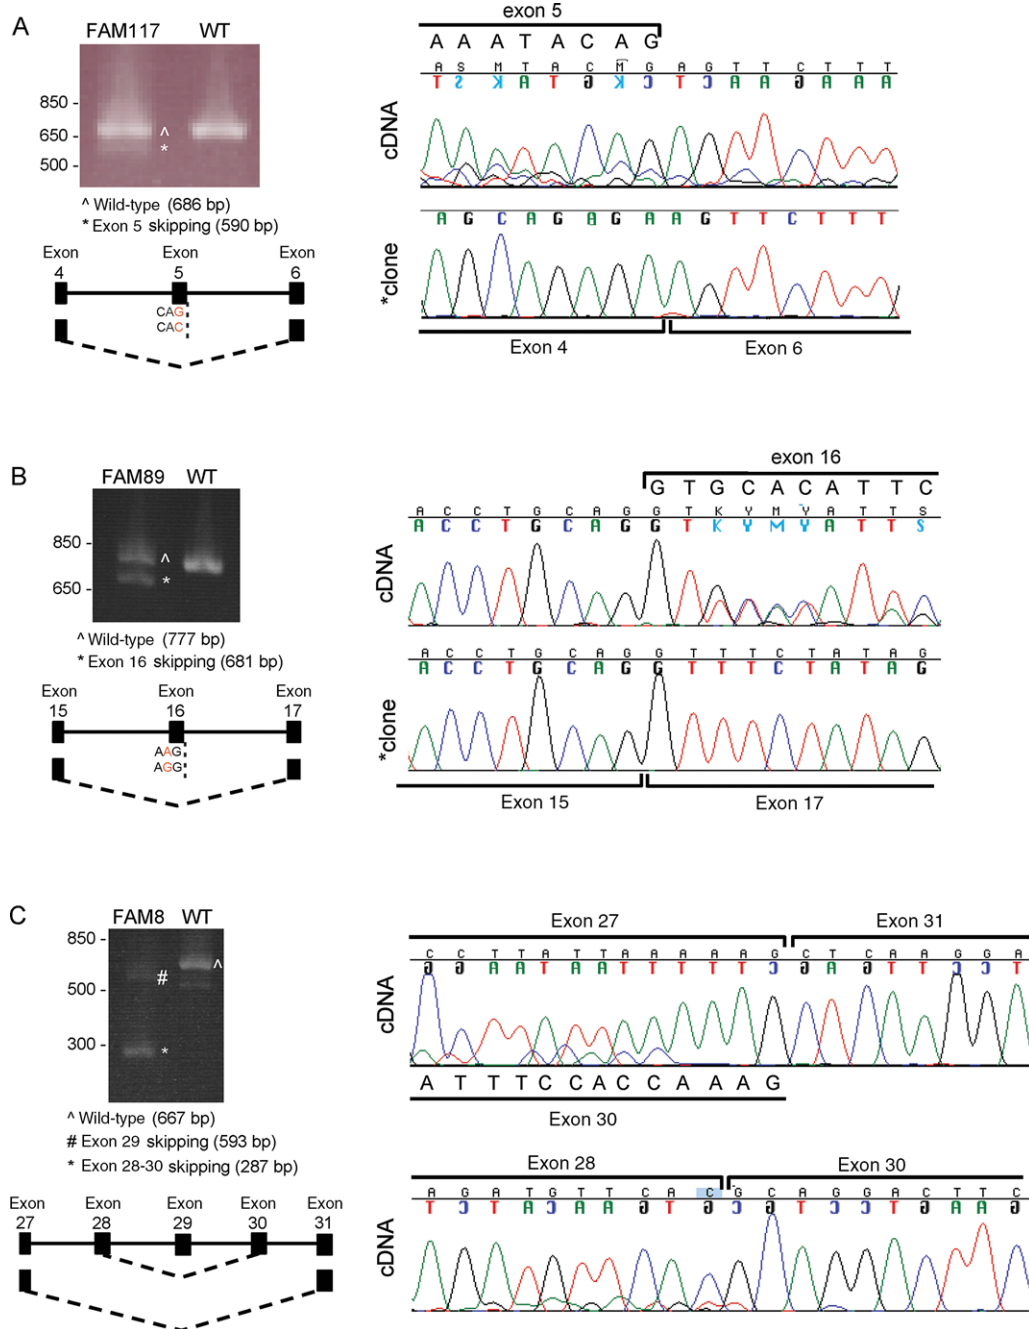 A
FAM117 WT
850 -
650 - ^
*
500 -
^ Wild-type (686 bp)
* Exon 5 skipping (590 bp)
Exon Exon Exon
4 5 6
CAG
CAC
exon 5
A A A T A C A G
A S M T A C M G A G T T C T T T
cDNA
A G C A G A G A A G T T C T T T
*clone
Exon 4 Exon 6
B
FAM89 WT
850 -
^
*
650 -
^ Wild-type (777 bp)
* Exon 16 skipping (681 bp)
Exon Exon Exon
15 16 17
AAG
AGG
exon 16
G T G C A C A T T C
A C C T G C A G G T K Y M Y A T T S
A C C T G C A G G T K Y M Y A T T S
cDNA
A C C T G C A G G T T T C T A T A G
A C C T G C A G G T T T C T A T A G
*clone
Exon 15 Exon 17
C
FAM8 WT
850 -
^
#
500 -
300 - *
^ Wild-type (667 bp)
# Exon 29 skipping (593 bp)
* Exon 28-30 skipping (287 bp)
Exon Exon Exon Exon Exon
27 28 29 30 31
Exon 27 Exon 31
C C T T A T T A A A A A G C T C A A G G A
cDNA
A T T T C C A C C A A A G
Exon 30
Exon 28 Exon 30
A G A T G T T C A C G C A G G A C T T C
cDNA